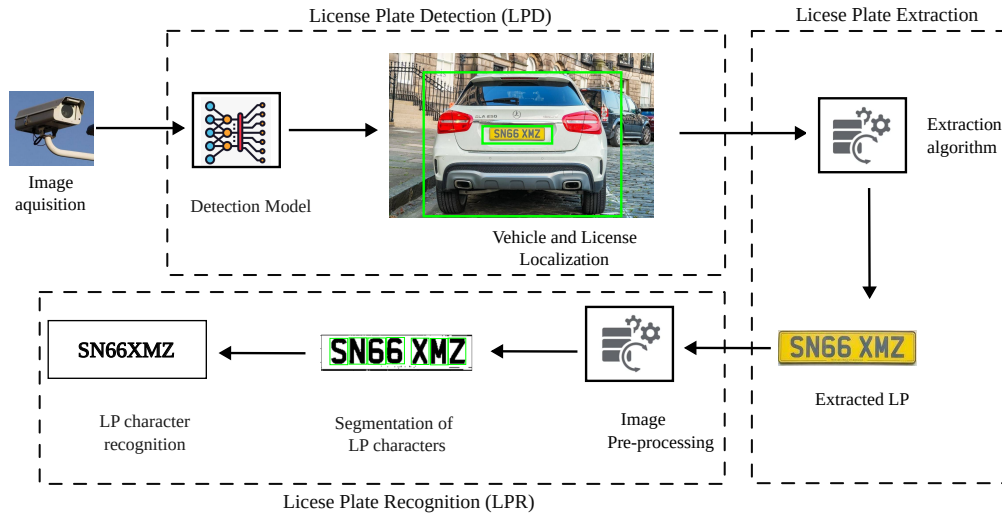 License Plate Detection (LPD)
Licese Plate Extraction
SN66 XMZ
Extraction
algorithm
Image
aquisition
Detection Model
Vehicle and License
Localization
SN66XMZ
SN66 XMZ
SN66 XMZ
LP character
recognition
Segmentation of
LP characters
Image
Pre-processing
Extracted LP
Licese Plate Recognition (LPR)